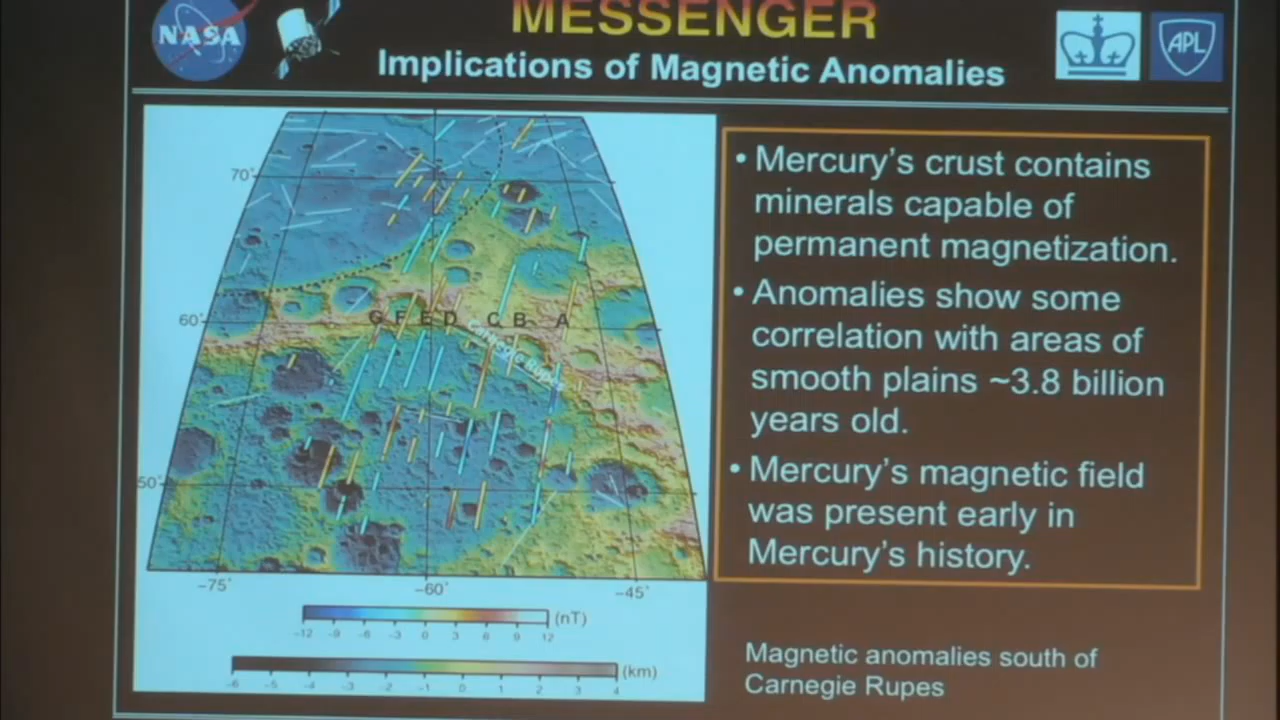 MESSENGER
NASA
Implications of Magnetic Anomalies
APL
70°
60°
50°
G F E D C B A
Carnegie Rupes
-75°
-60°
-45°
(nT)
-12 -9 -6 -3 0 3 6 9 12
(km)
-6 -5 -4 -3 -2 -1 0 1 2 3 4
• Mercury's crust contains
minerals capable of
permanent magnetization.
• Anomalies show some
correlation with areas of
smooth plains ~3.8 billion
years old.
• Mercury's magnetic field
was present early in
Mercury's history.
Magnetic anomalies south of
Carnegie Rupes